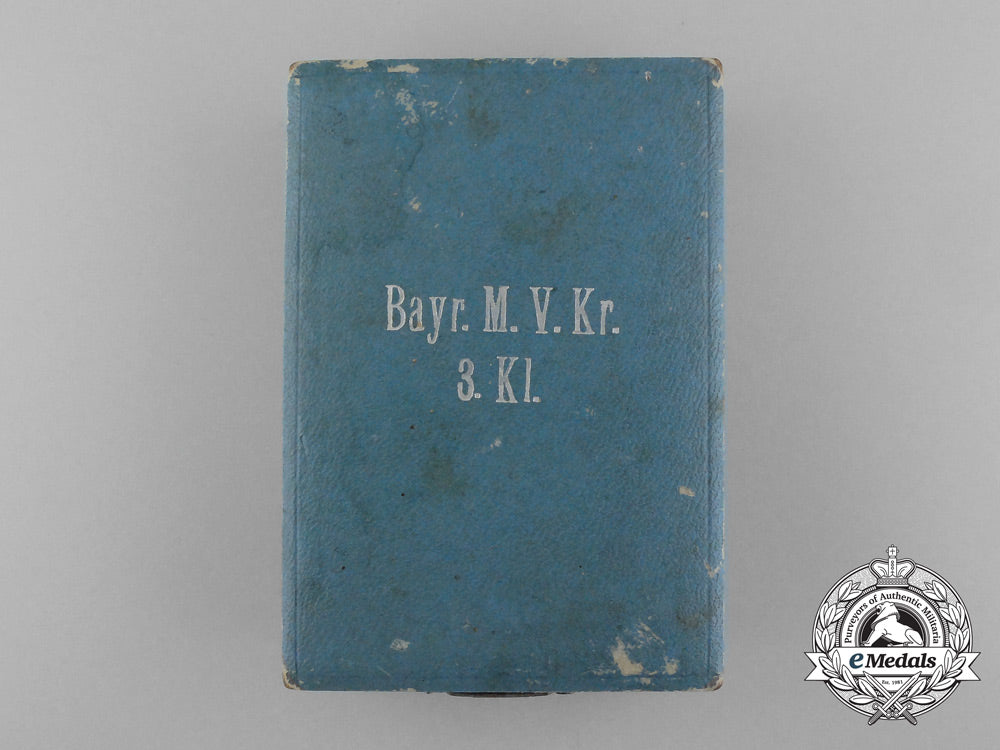 Bayr. M. V. Kr.
3. Kl.
Purveyors of Authentic Militaria
eMedals
Est. 1981